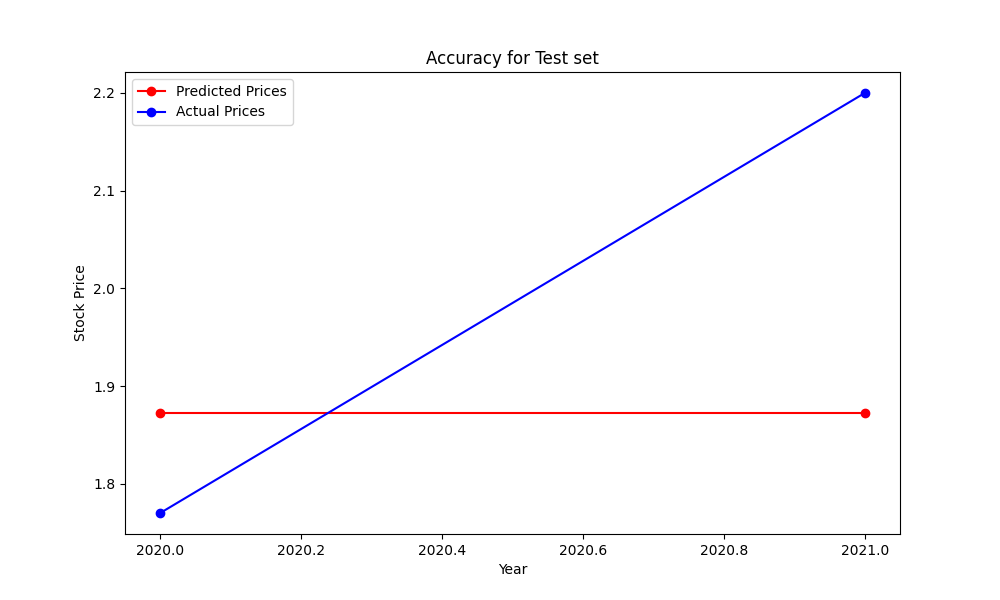 Accuracy for Test set
Predicted Prices
Actual Prices
2.2
2.1
2.0
1.9
1.8
Stock Price
2020.0 2020.2 2020.4 2020.6 2020.8 2021.0
Year